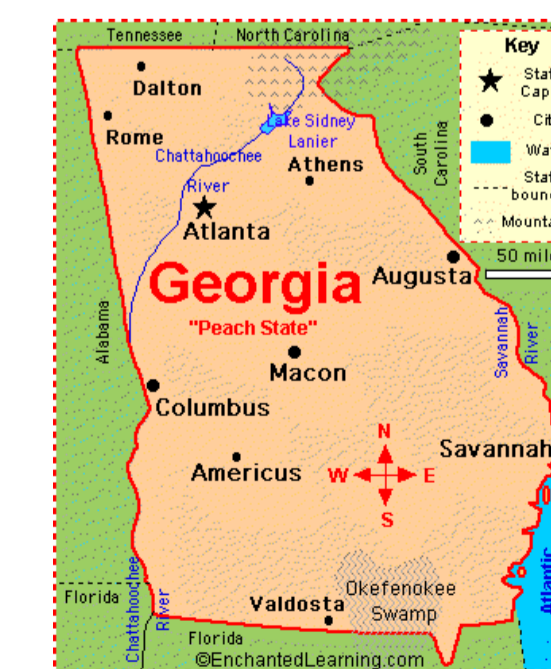 Tennessee
North Carolina
Key
Dalton
Rome
Lake Sidney
Lanier
Chattahoochee
River
Athens
South
Carolina
Atlanta
50
Georgia
"Peach State"
Augusta
Alabama
Savannah
River
Macon
Columbus
Savannah
Americus
N
W
E
S
Okefenokee
Swamp
Valdosta
Florida
Chattahoochee
River
Florida
Atlantic
©EnchantedLearning.com